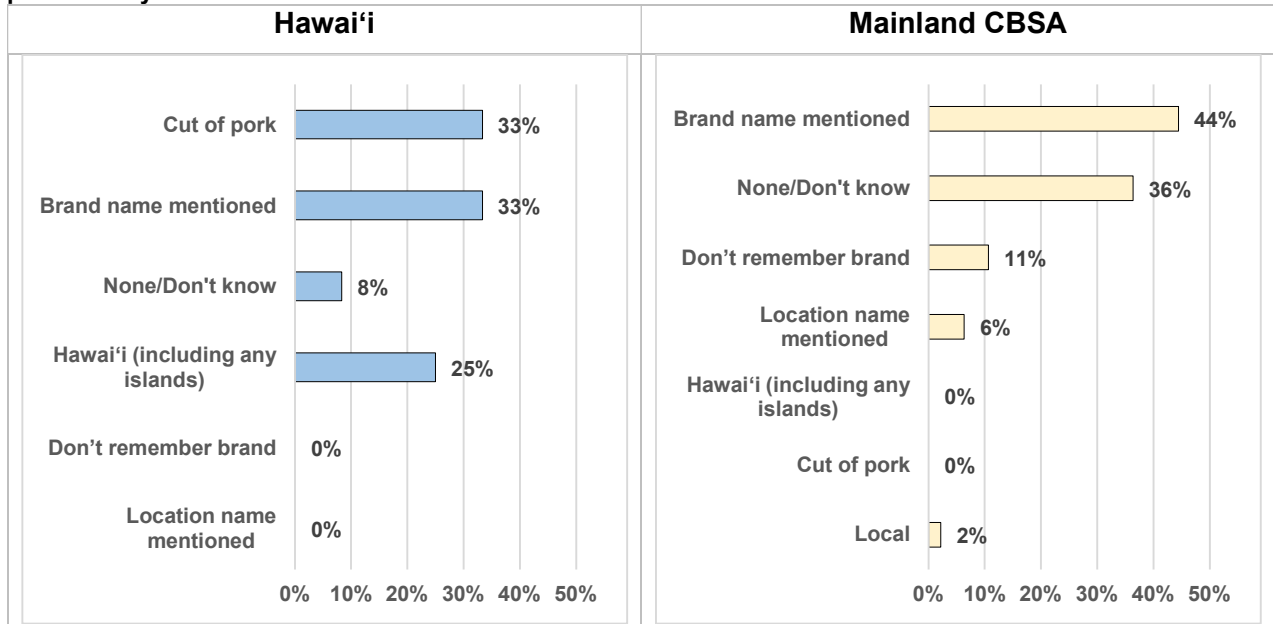 Hawai‘i
Mainland CBSA
Cut of pork
33%
Brand name mentioned
33%
None/Don't know
8%
Hawai‘i (including any
islands)
25%
Don’t remember brand
0%
Location name
mentioned
0%
0% 10% 20% 30% 40% 50%
Brand name mentioned
44%
None/Don't know
36%
Don’t remember brand
11%
Location name
mentioned
6%
Hawai‘i (including any
islands)
0%
Cut of pork
0%
Local
2%
0% 10% 20% 30% 40% 50%